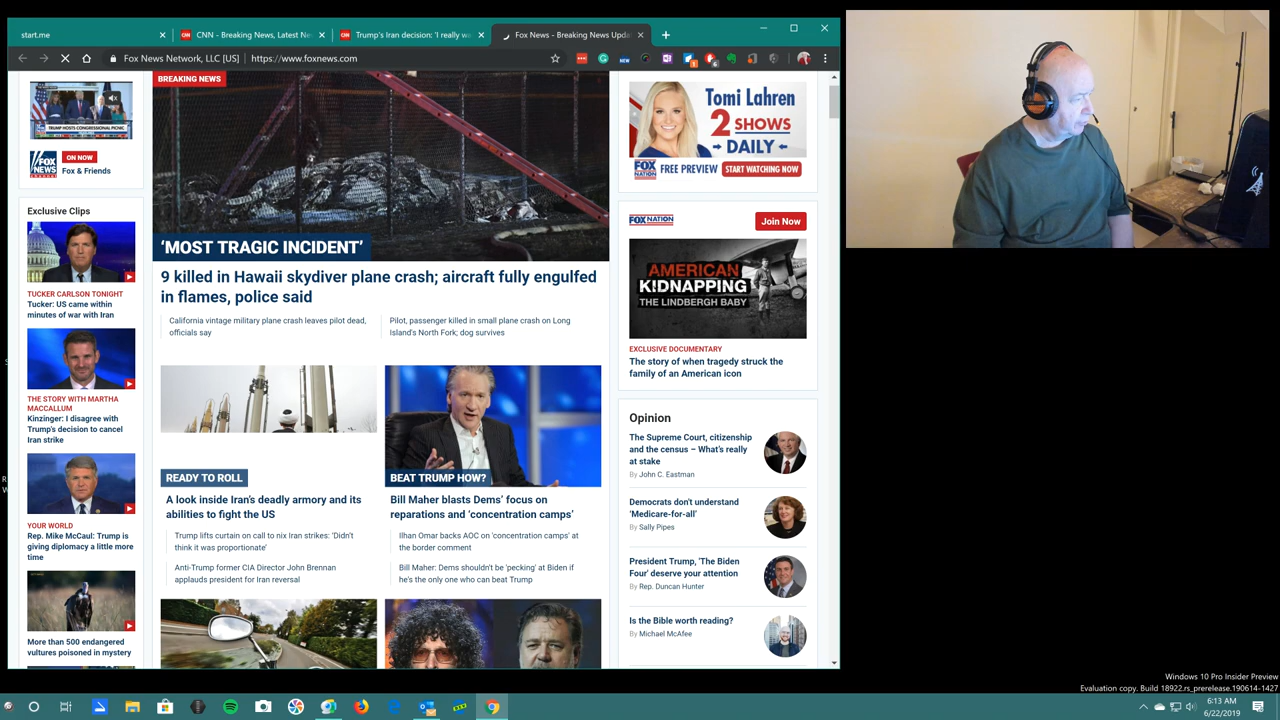 start.me
CNN - Breaking News, Latest Ne
Trump's Iran decision: 'I really wo
Fox News - Breaking News Upda
Fox News Network, LLC [US]
https://www.foxnews.com
TRUMP HOSTS CONGRESSIONAL PICNIC
FOX NEWS
ON NOW
Fox & Friends
Exclusive Clips
TUCKER CARLSON TONIGHT
Tucker: US came within
minutes of war with Iran
THE STORY WITH MARTHA
MACCALLUM
Kinzinger: I disagree with
Trump's decision to cancel
Iran strike
YOUR WORLD
Rep. Mike McCaul: Trump is
giving diplomacy a little more
time
More than 500 endangered
vultures poisoned in mystery
BREAKING NEWS
'MOST TRAGIC INCIDENT'
9 killed in Hawaii skydiver plane crash; aircraft fully engulfed
in flames, police said
California vintage military plane crash leaves pilot dead,
officials say
Pilot, passenger killed in small plane crash on Long
Island's North Fork; dog survives
READY TO ROLL
A look inside Iran's deadly armory and its
abilities to fight the US
Trump lifts curtain on call to nix Iran strikes: 'Didn't
think it was proportionate'
Anti-Trump former CIA Director John Brennan
applauds president for Iran reversal
BEAT TRUMP HOW?
Bill Maher blasts Dems' focus on
reparations and 'concentration camps'
Ilhan Omar backs AOC on 'concentration camps' at
the border comment
Bill Maher: Dems shouldn't be 'pecking' at Biden if
he's the only one who can beat Trump
Tomi Lahren
2 SHOWS
DAILY
FOX NATION
FREE PREVIEW
START WATCHING NOW
FOX NATION
Join Now
AMERICAN
KIDNAPPING
THE LINDBERGH BABY
EXCLUSIVE DOCUMENTARY
The story of when tragedy struck the
family of an American icon
Opinion
The Supreme Court, citizenship
and the census – What's really
at stake
By John C. Eastman
Democrats don't understand
'Medicare-for-all'
By Sally Pipes
President Trump, 'The Biden
Four' deserve your attention
By Rep. Duncan Hunter
Is the Bible worth reading?
By Michael McAfee
Windows 10 Pro Insider Preview
Evaluation copy. Build 18922.rs_prerelease.190614-1427
6:13 AM
6/22/2019